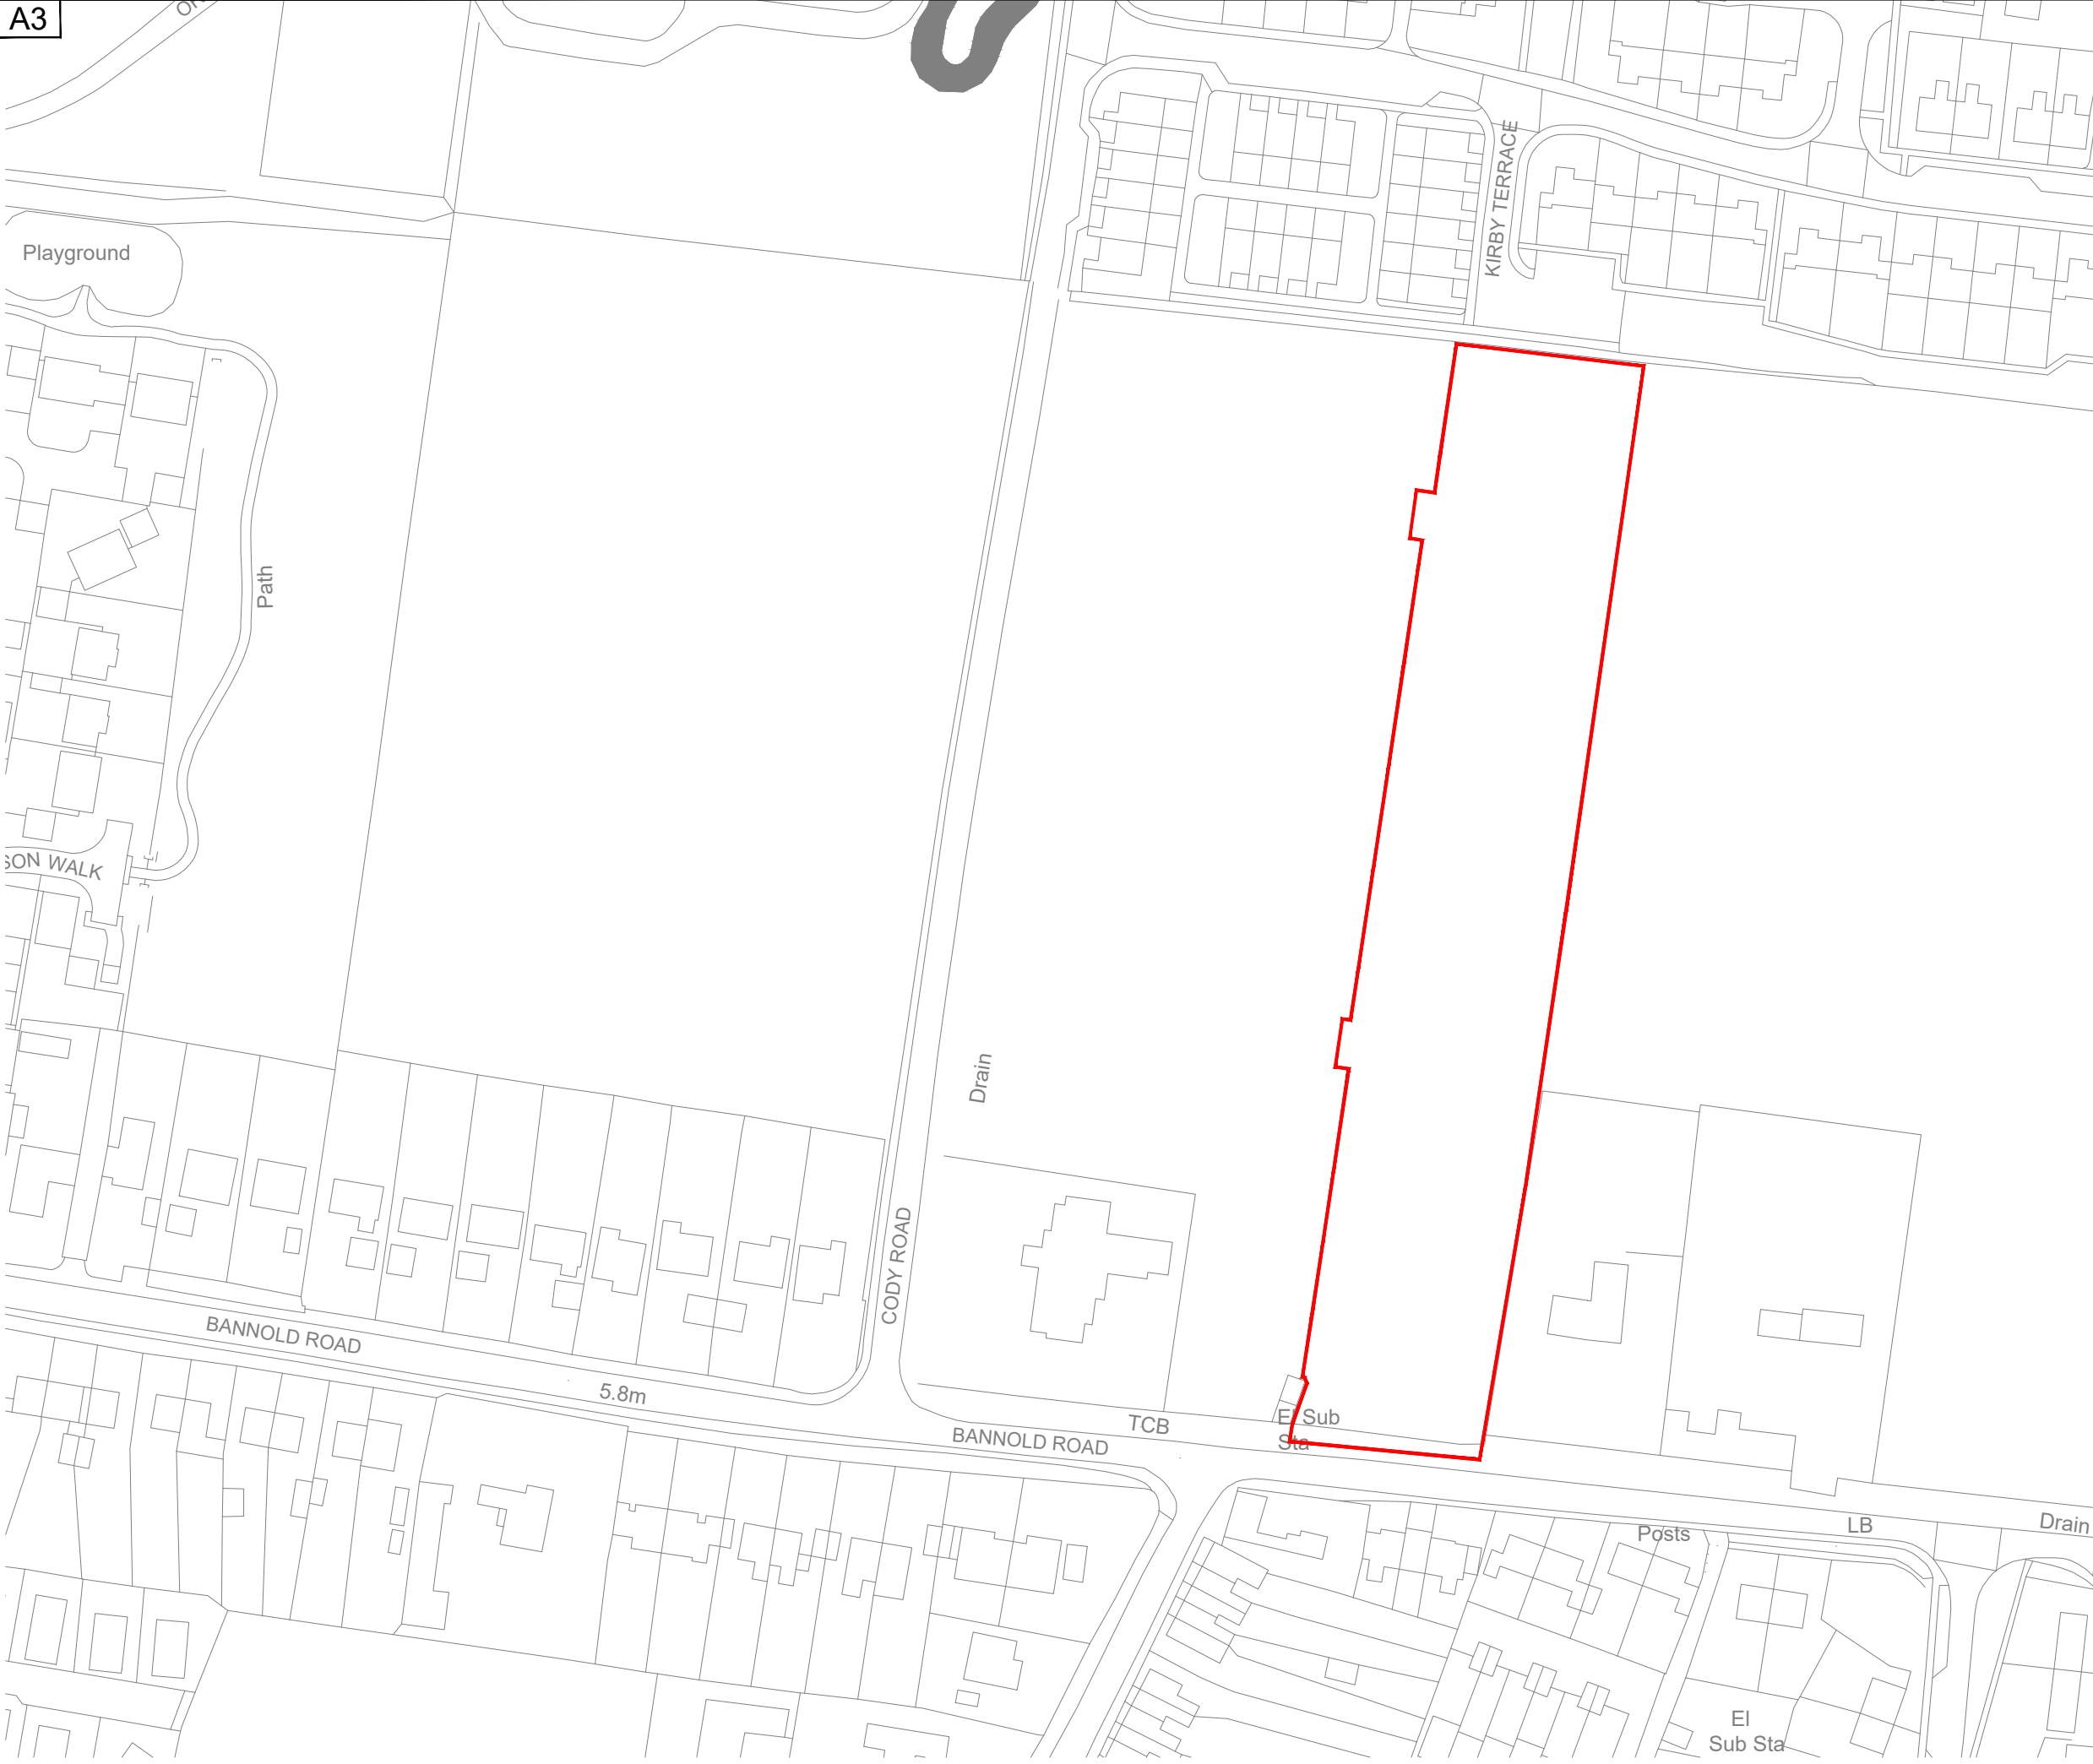 A3
KIRBY TERRACE
Playground
Path
SON WALK
Drain
CODY ROAD
BANNOLD ROAD
5.8m
TCB
El Sub
Sta
BANNOLD ROAD
Posts
LB
Drain
El
Sub Sta